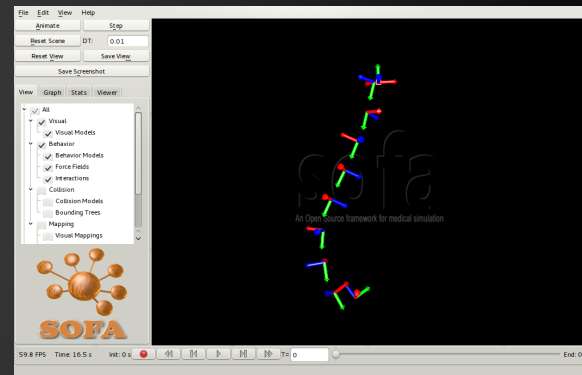 File Edit View Help
Animate Step
Reset Scene DT: 0.01
Reset View Save View
Save Screenshot
View Graph Stats Viewer
All
Visual
Visual Models
Behavior
Behavior Models
Force Fields
Interactions
Collision
Collision Models
Bounding Trees
Mapping
Visual Mappings
sofa
An Open Source framework for medical simulation
SOFA
59.8 FPS Time: 16.5 s Init: 0 s T= 0 End: 0